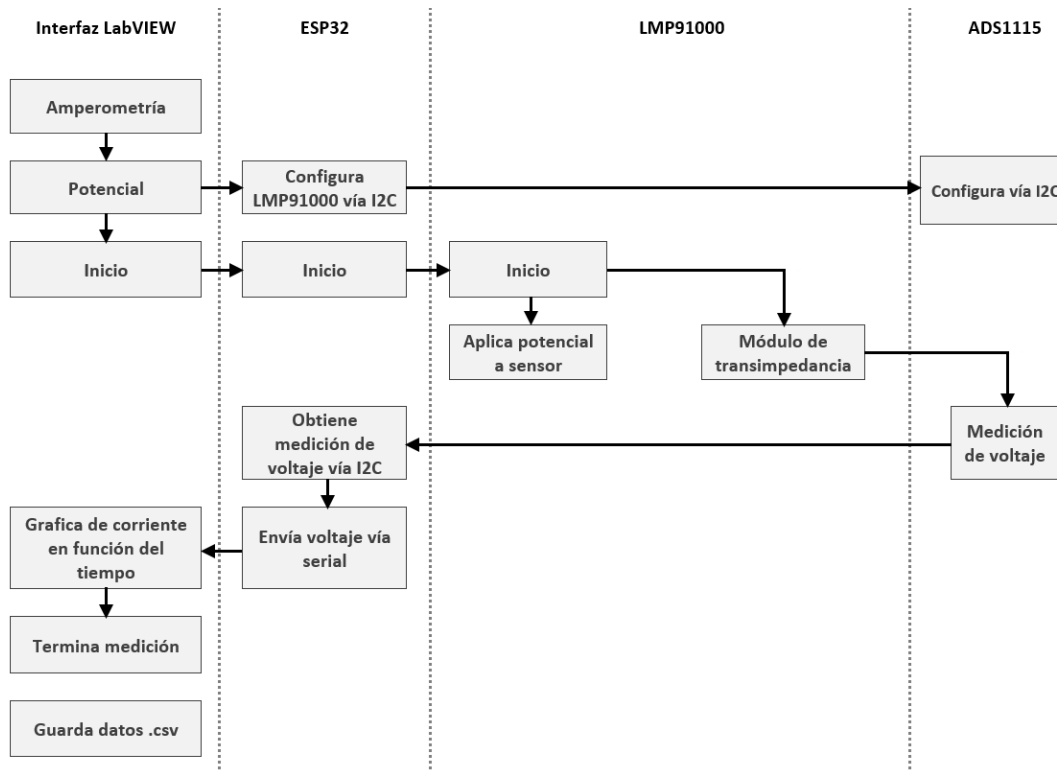 Interfaz LabVIEW
ESP32
LMP91000
ADS1115
Amperometría
Potencial
Configura
LMP91000 vía I2C
Configura vía I2C
Inicio
Inicio
Inicio
Aplica potencial
a sensor
Módulo de
transimpedancia
Obtiene
medición de
voltaje vía I2C
Medición
de voltaje
Grafica de corriente
en función del
tiempo
Envía voltaje vía
serial
Termina medición
Guarda datos .csv